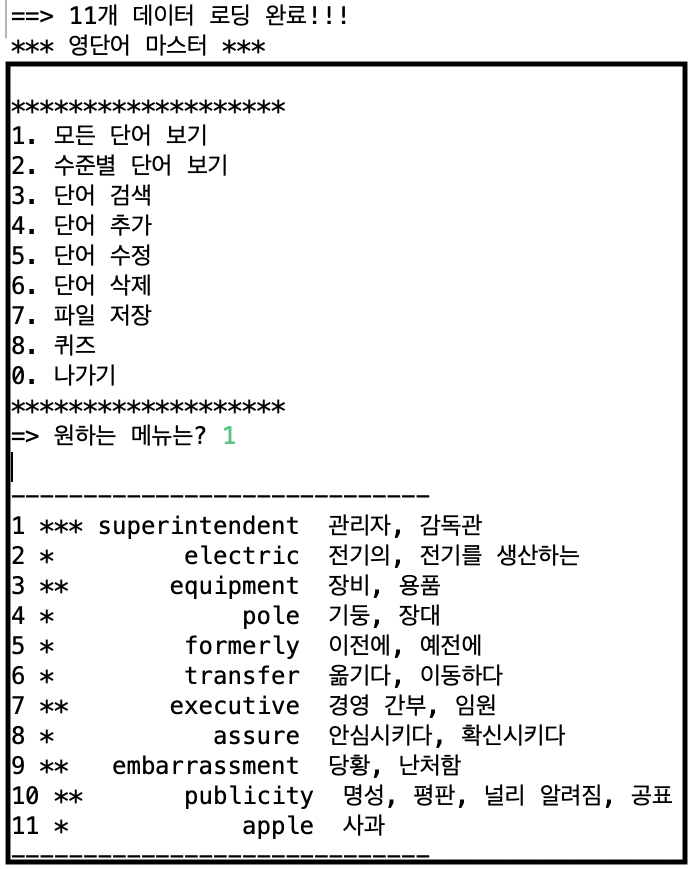 ==> 11개 데이터 로딩 완료!!!
*** 영단어 마스터 ***
*******************
1. 모든 단어 보기
2. 수준별 단어 보기
3. 단어 검색
4. 단어 추가
5. 단어 수정
6. 단어 삭제
7. 파일 저장
8. 퀴즈
0. 나가기
*******************
=> 원하는 메뉴는? 1
-----------------------------
1 *** superintendent  관리자, 감독관
2 *         electric  전기의, 전기를 생산하는
3 **       equipment  장비, 용품
4 *             pole  기둥, 장대
5 *         formerly  이전에, 예전에
6 *         transfer  옮기다, 이동하다
7 **       executive  경영 간부, 임원
8 *           assure  안심시키다, 확신시키다
9 **   embarrassment  당황, 난처함
10 **       publicity  명성, 평판, 널리 알려짐, 공표
11 *            apple  사과
-----------------------------